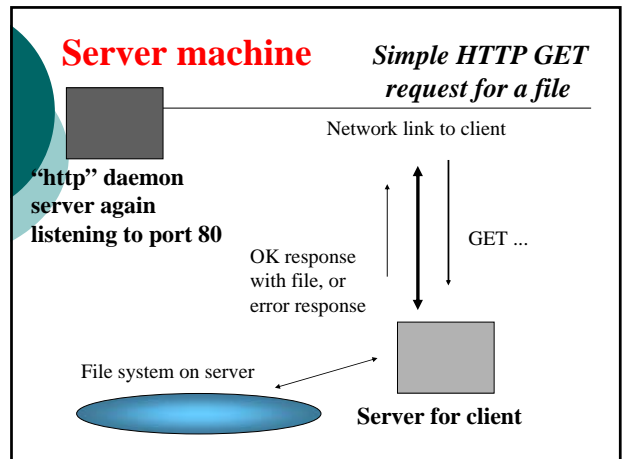 Server machine
Simple HTTP GET
request for a file
Network link to client
“http” daemon
server again
listening to port 80
GET ...
OK response
with file, or
error response
File system on server
Server for client